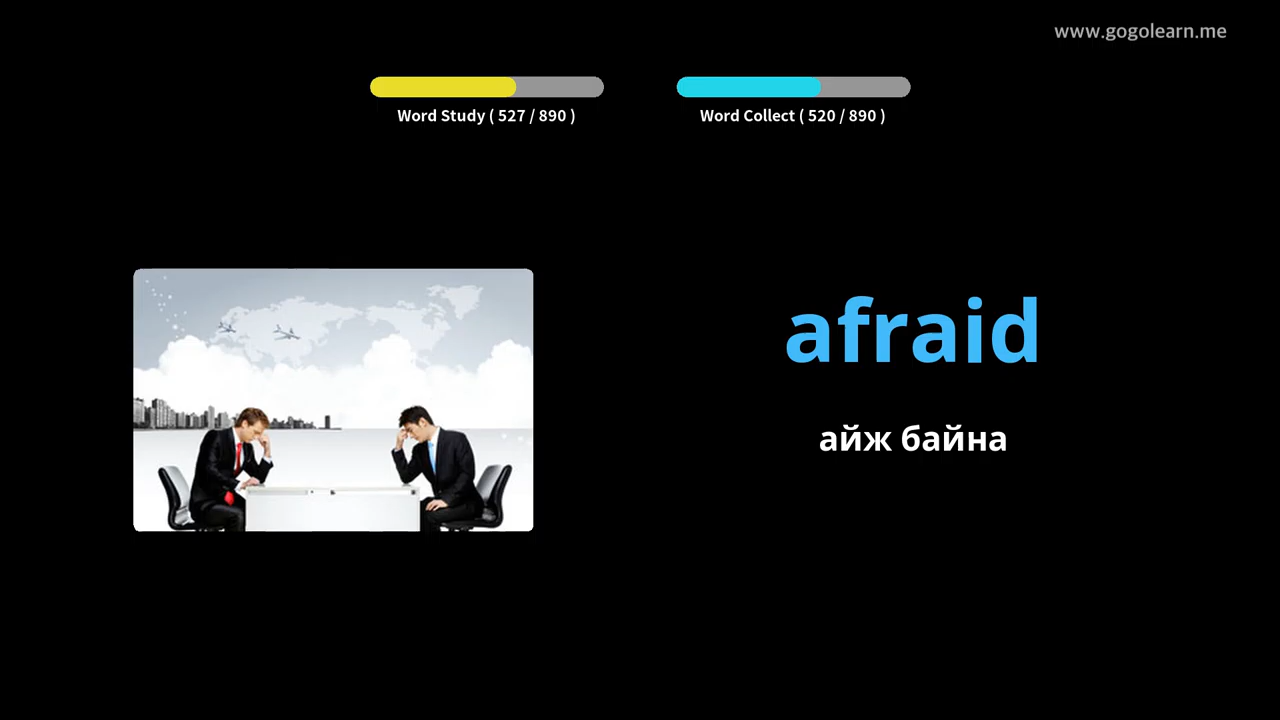 www.gogolearn.me
Word Study ( 527 / 890 )
Word Collect ( 520 / 890 )
afraid
айж байна